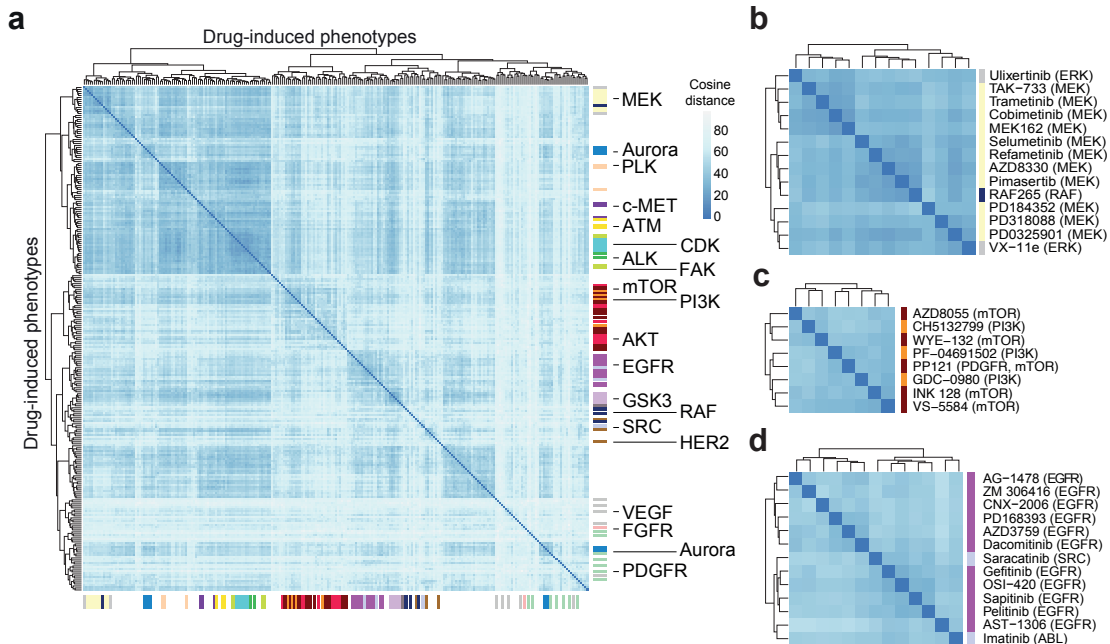 a
Drug-induced phenotypes
Drug-induced phenotypes
Cosine
distance
80
60
40
20
0
MEK
Aurora
PLK
c-MET
ATM
CDK
ALK
FAK
mTOR
PI3K
AKT
EGFR
GSK3
RAF
SRC
HER2
VEGF
FGFR
Aurora
PDGFR
b
Ulixertinib (ERK)
TAK-733 (MEK)
Trametinib (MEK)
Cobimetinib (MEK)
MEK162 (MEK)
Selumetinib (MEK)
Refametinib (MEK)
AZD8330 (MEK)
Pimasertib (MEK)
RAF265 (RAF)
PD184352 (MEK)
PD318088 (MEK)
PD0325901 (MEK)
VX-11e (ERK)
c
AZD8055 (mTOR)
CH5132799 (PI3K)
WYE-132 (mTOR)
PF-04691502 (PI3K)
PP121 (PDGFR, mTOR)
GDC-0980 (PI3K)
INK 128 (mTOR)
VS-5584 (mTOR)
d
AG-1478 (EGFR)
ZM 306416 (EGFR)
CNX-2006 (EGFR)
PD168393 (EGFR)
AZD3759 (EGFR)
Dacomitinib (EGFR)
Saracatinib (SRC)
Gefitinib (EGFR)
OSI-420 (EGFR)
Sapitinib (EGFR)
Pelitinib (EGFR)
AST-1306 (EGFR)
Imatinib (ABL)